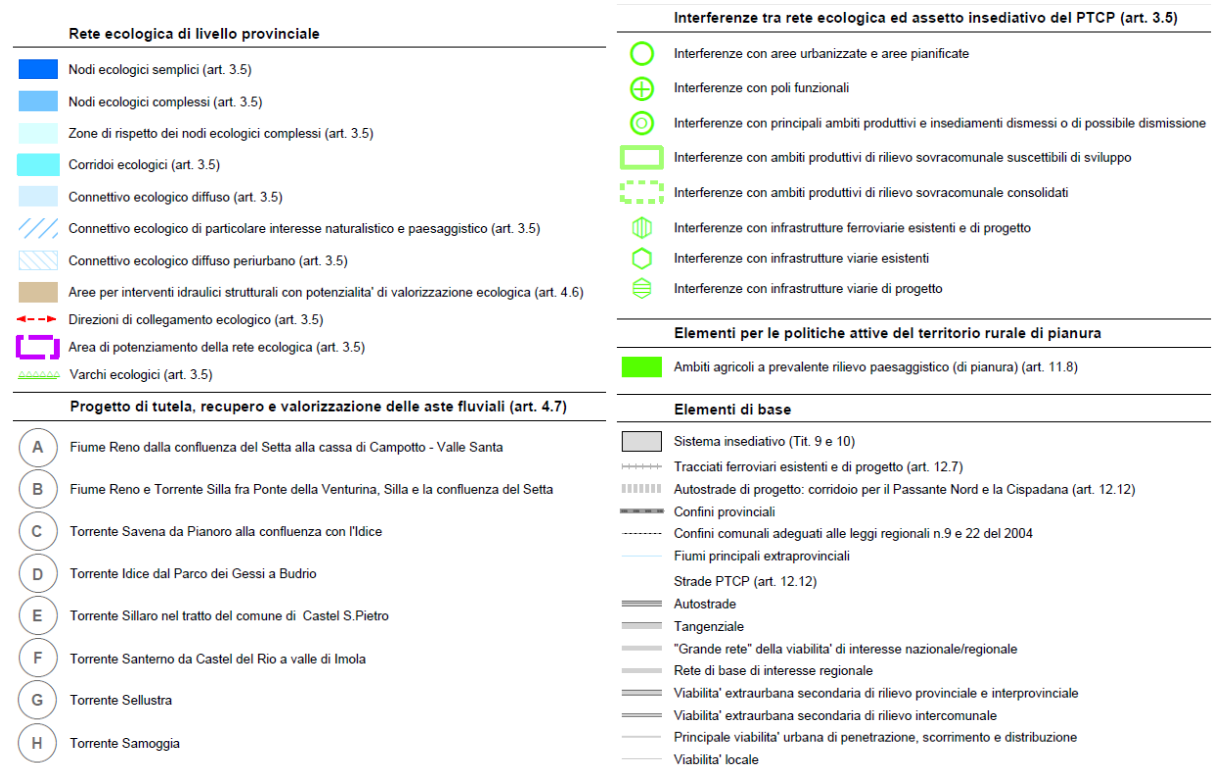 Rete ecologica di livello provinciale
Nodi ecologici semplici (art. 3.5)
Nodi ecologici complessi (art. 3.5)
Zone di rispetto dei nodi ecologici complessi (art. 3.5)
Corridoi ecologici (art. 3.5)
Connettivo ecologico diffuso (art. 3.5)
Connettivo ecologico di particolare interesse naturalistico e paesaggistico (art. 3.5)
Connettivo ecologico diffuso periurbano (art. 3.5)
Aree per interventi idraulici strutturali con potenzialita' di valorizzazione ecologica (art. 4.6)
Direzioni di collegamento ecologico (art. 3.5)
Area di potenziamento della rete ecologica (art. 3.5)
Varchi ecologici (art. 3.5)
Progetto di tutela, recupero e valorizzazione delle aste fluviali (art. 4.7)
A Fiume Reno dalla confluenza del Setta alla cassa di Campotto - Valle Santa
B Fiume Reno e Torrente Silla fra Ponte della Venturina, Silla e la confluenza del Setta
C Torrente Savena da Pianoro alla confluenza con l'Idice
D Torrente Idice dal Parco dei Gessi a Budrio
E Torrente Sillaro nel tratto del comune di Castel S.Pietro
F Torrente Santerno da Castel del Rio a valle di Imola
G Torrente Sellustra
H Torrente Samoggia
Interferenze tra rete ecologica ed assetto insediativo del PTCP (art. 3.5)
Interferenze con aree urbanizzate e aree pianificate
Interferenze con poli funzionali
Interferenze con principali ambiti produttivi e insediamenti dismessi o di possibile dismissione
Interferenze con ambiti produttivi di rilievo sovracomunale suscettibili di sviluppo
Interferenze con ambiti produttivi di rilievo sovracomunale consolidati
Interferenze con infrastrutture ferroviarie esistenti e di progetto
Interferenze con infrastrutture viarie esistenti
Interferenze con infrastrutture viarie di progetto
Elementi per le politiche attive del territorio rurale di pianura
Ambiti agricoli a prevalente rilievo paesaggistico (di pianura) (art. 11.8)
Elementi di base
Sistema insediativo (Tit. 9 e 10)
Tracciati ferroviari esistenti e di progetto (art. 12.7)
Autostrade di progetto: corridoio per il Passante Nord e la Cispadana (art. 12.12)
Confini provinciali
Confini comunali adeguati alle leggi regionali n.9 e 22 del 2004
Fiumi principali extraprovinciali
Strade PTCP (art. 12.12)
Autostrade
Tangenziale
"Grande rete" della viabilita' di interesse nazionale/regionale
Rete di base di interesse regionale
Viabilita' extraurbana secondaria di rilievo provinciale e interprovinciale
Viabilita' extraurbana secondaria di rilievo intercomunale
Principale viabilita' urbana di penetrazione, scorrimento e distribuzione
Viabilita' locale